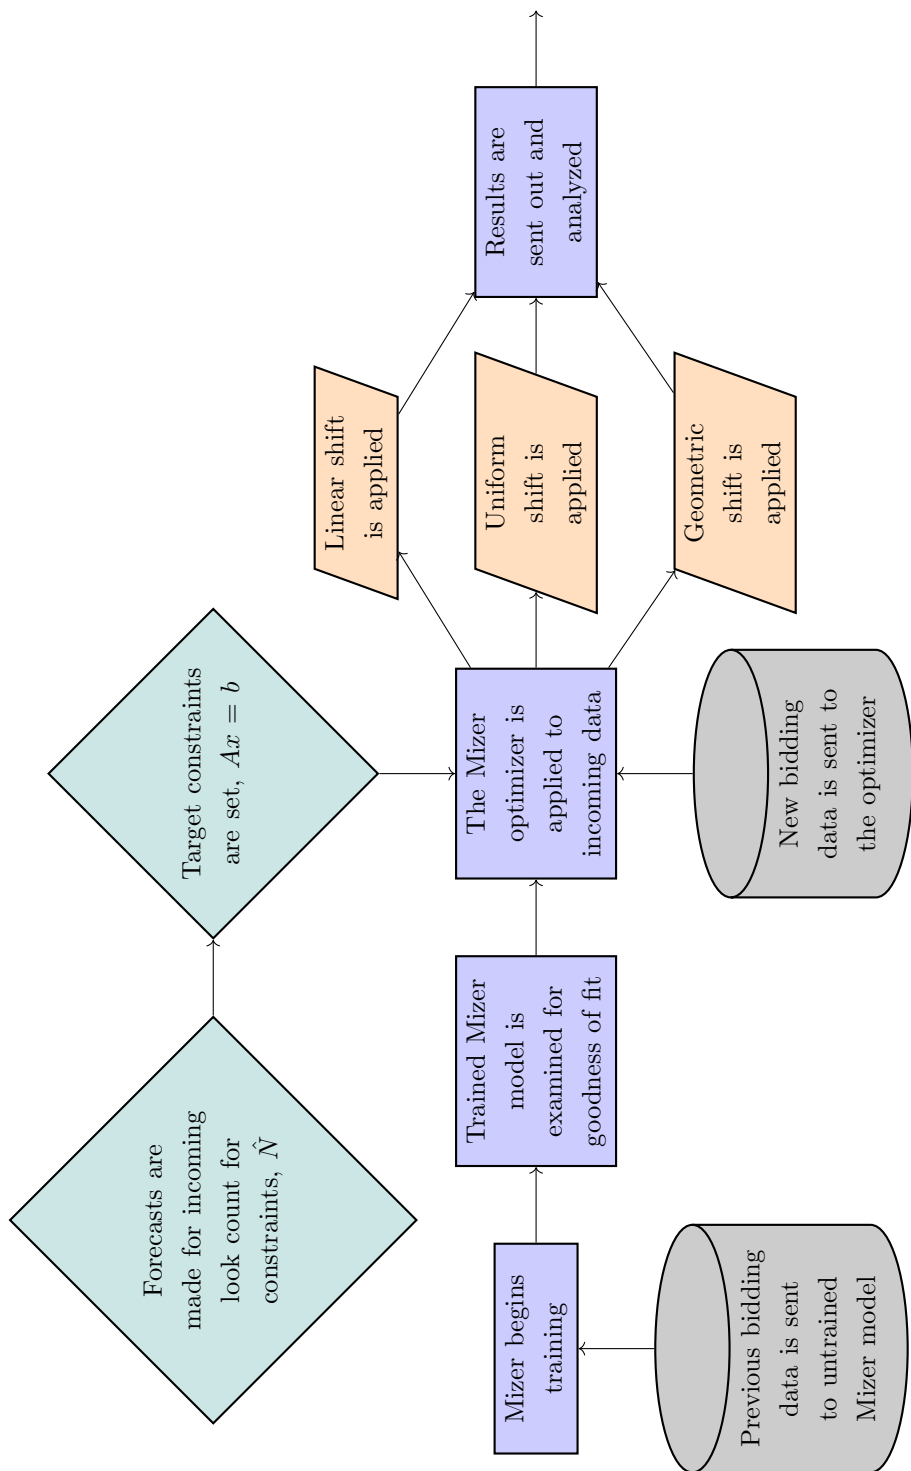 Forecasts are
made for incoming
look count for
constraints, N̂
Target constraints
are set, Ax = b
Mizer begins
training
Trained Mizer
model is
examined for
goodness of fit
The Mizer
optimizer is
applied to
incoming data
Linear shift
is applied
Uniform
shift is
applied
Geometric
shift is
applied
Results are
sent out and
analyzed
Previous bidding
data is sent
to untrained
Mizer model
New bidding
data is sent to
the optimizer